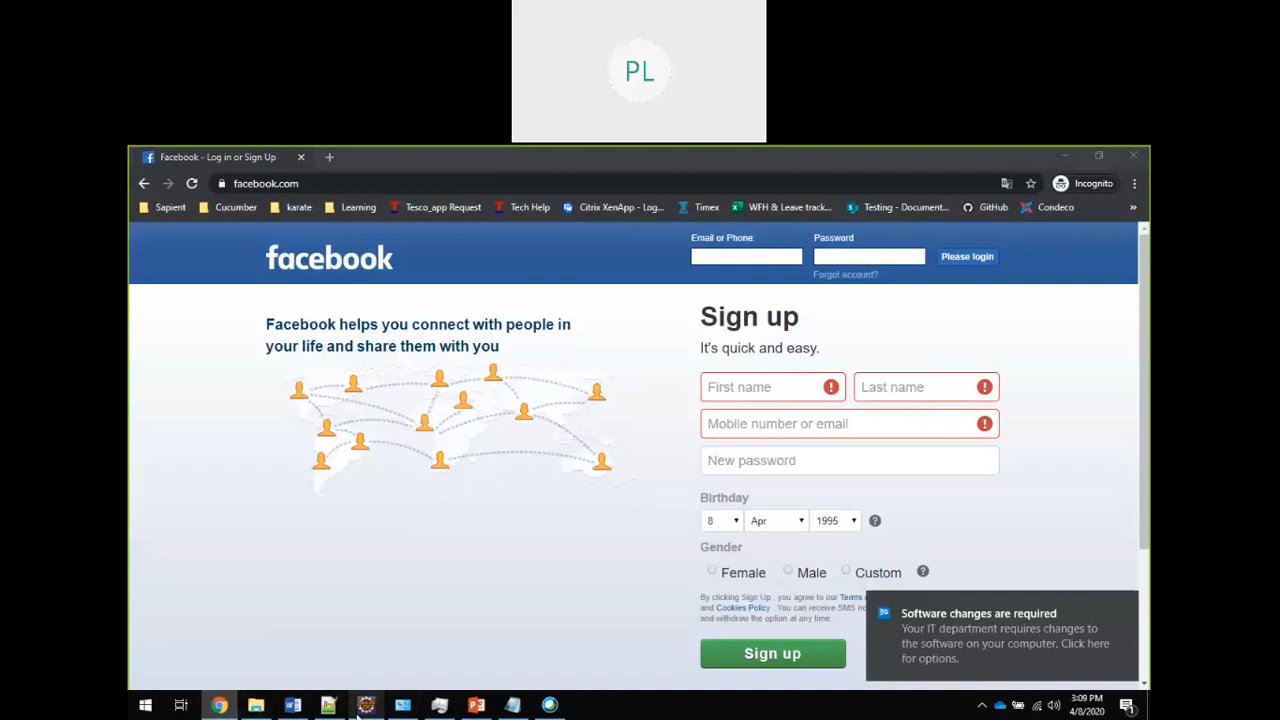 PL
Facebook - Log in or Sign Up
facebook.com
Incognito
Sapient Cucumber karate Learning Tesco_app Request Tech Help Citrix XenApp - Log... Timex WFH & Leave track... Testing - Document... GitHub Condeco »
facebook
Email or Phone Password
Please login
Forgot account?
Facebook helps you connect with people in
your life and share them with you
Sign up
It's quick and easy.
First name Last name
Mobile number or email
New password
Birthday
8 Apr 1995
Gender
Female Male Custom
By clicking Sign Up , you agree to our Terms
and Cookies Policy . You can receive SMS
and withdraw the option at any time.
Sign up
Software changes are required
Your IT department requires changes to
the software on your computer. Click here
for options.
3:09 PM
4/8/2020
1